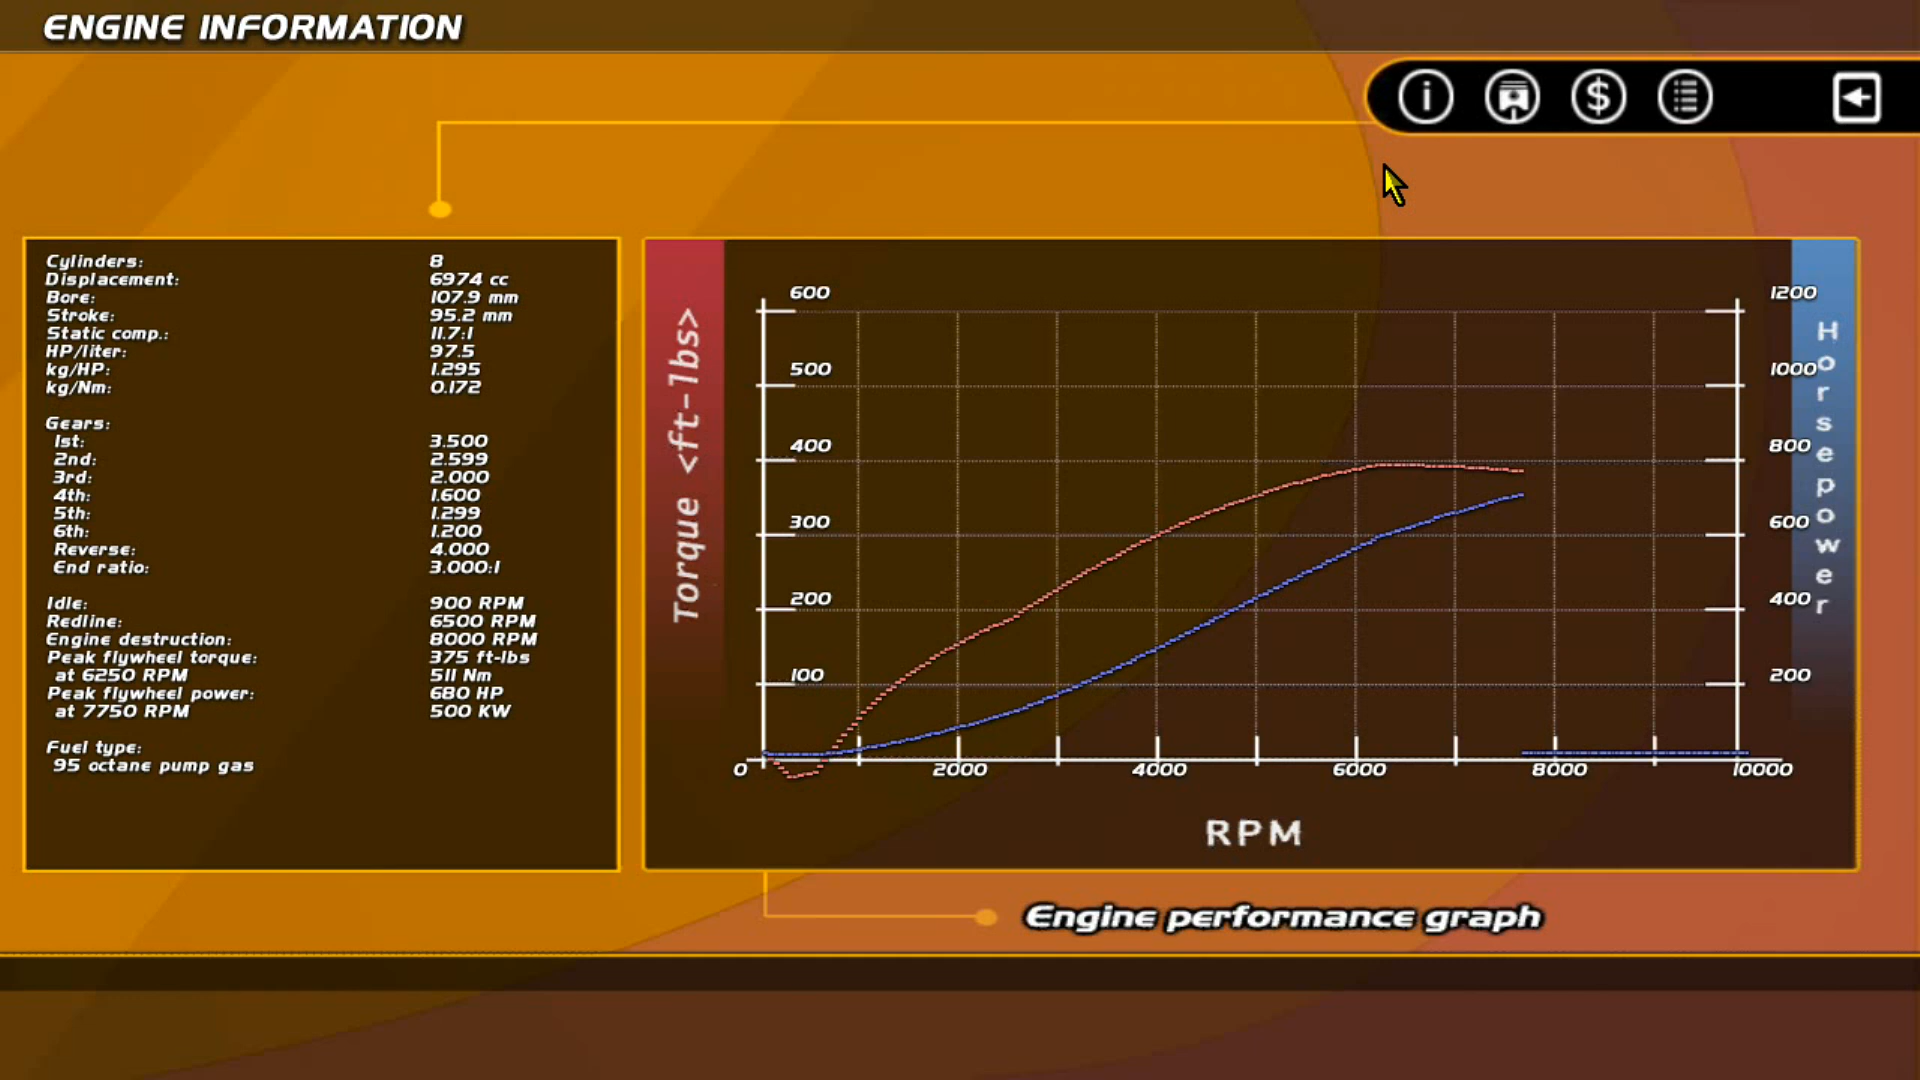 ENGINE INFORMATION
i $
Cylinders: 8
Displacement: 6974 cc
Bore: 107.9 mm
Stroke: 95.2 mm
Static comp.: 11.7:1
HP/liter: 97.5
kg/HP: 1.295
kg/Nm: 0.172
Gears:
1st: 3.500
2nd: 2.599
3rd: 2.000
4th: 1.600
5th: 1.299
6th: 1.200
Reverse: 4.000
End ratio: 3.000:1
Idle: 900 RPM
Redline: 6500 RPM
Engine destruction: 8000 RPM
Peak flywheel torque: 375 ft-lbs
at 6250 RPM 511 Nm
Peak flywheel power: 680 HP
at 7750 RPM 500 KW
Fuel type:
95 octane pump gas
Torque <ft-lbs>
600
500
400
300
200
100
1200
1000
800
600
400
200
Horsepower
0 2000 4000 6000 8000 10000
RPM
Engine performance graph